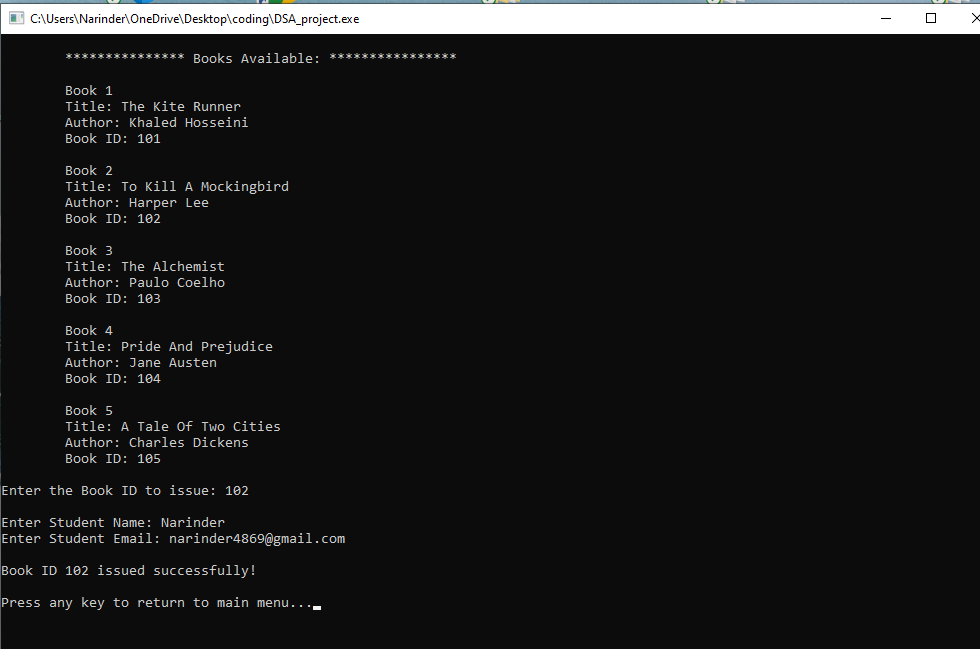 C:\Users\Narinder\OneDrive\Desktop\coding\DSA_project.exe
*************** Books Available: ****************
Book 1
Title: The Kite Runner
Author: Khaled Hosseini
Book ID: 101
Book 2
Title: To Kill A Mockingbird
Author: Harper Lee
Book ID: 102
Book 3
Title: The Alchemist
Author: Paulo Coelho
Book ID: 103
Book 4
Title: Pride And Prejudice
Author: Jane Austen
Book ID: 104
Book 5
Title: A Tale Of Two Cities
Author: Charles Dickens
Book ID: 105
Enter the Book ID to issue: 102
Enter Student Name: Narinder
Enter Student Email: narinder4869@gmail.com
Book ID 102 issued successfully!
Press any key to return to main menu...